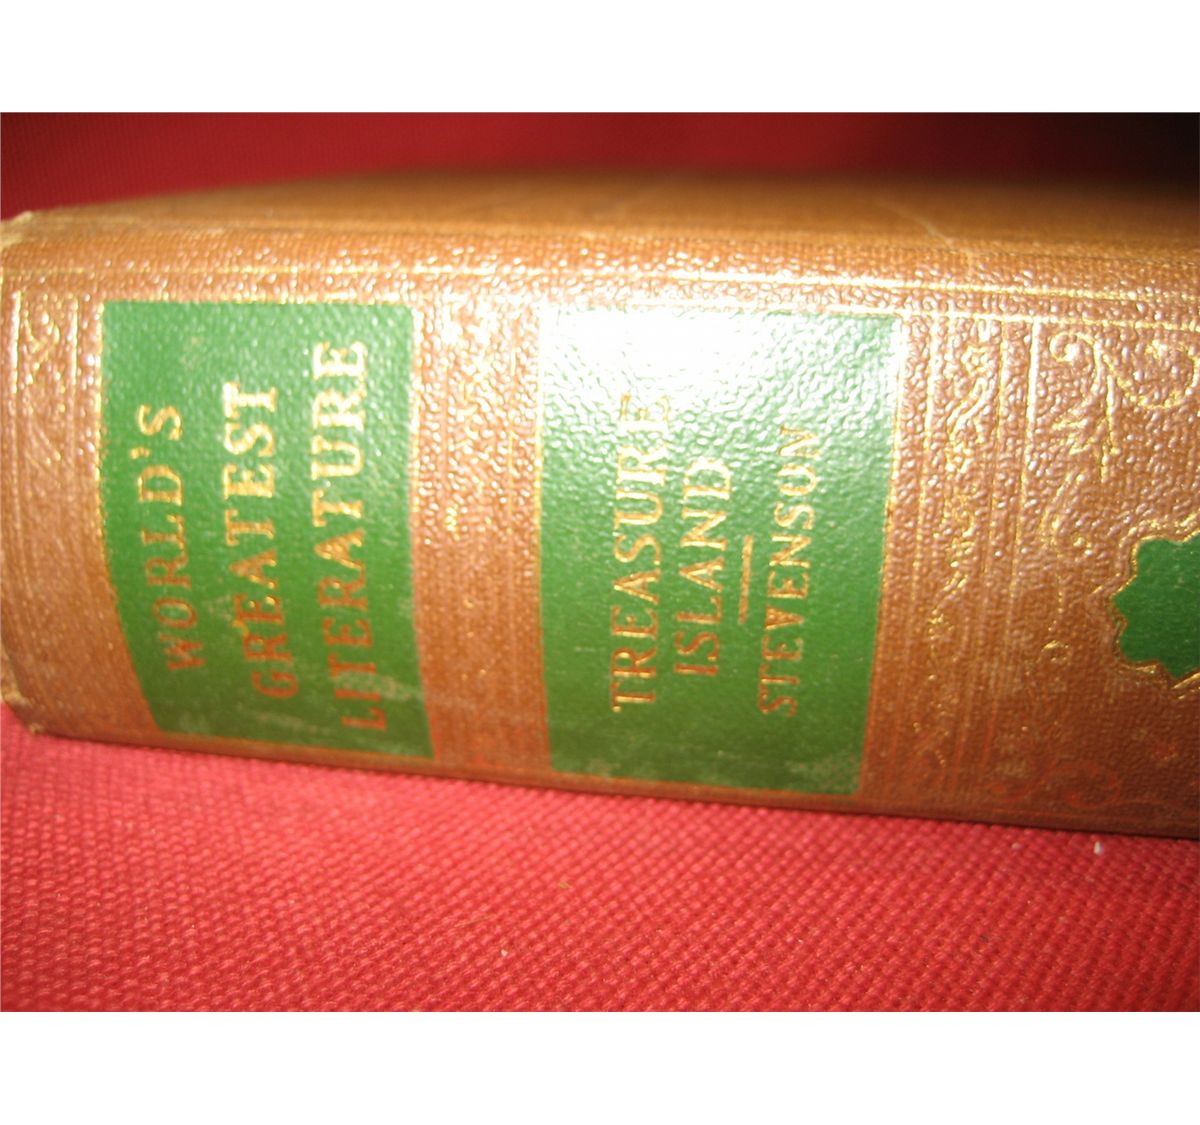 WORLD'S
GREATEST
LITERATURE
TREASURE
ISLAND
STEVENSON